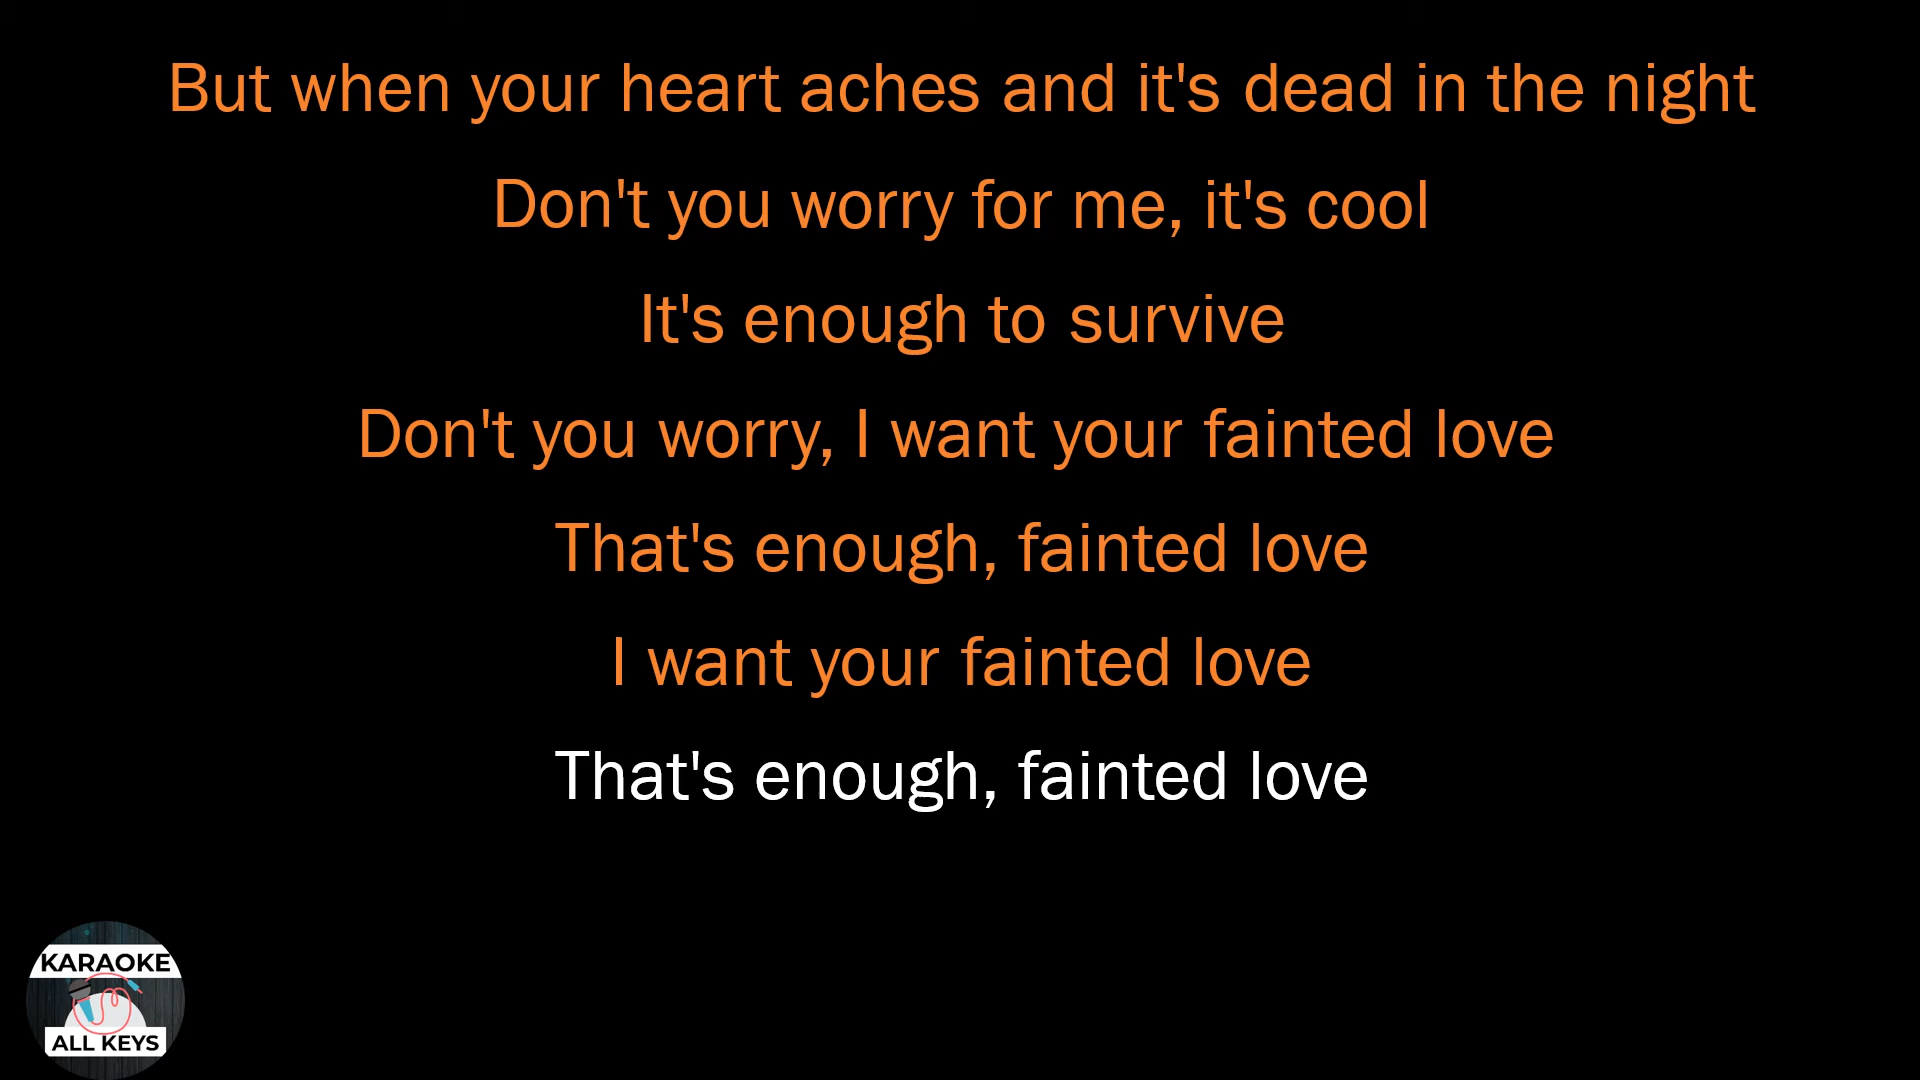 But when your heart aches and it's dead in the night
Don't you worry for me, it's cool
It's enough to survive
Don't you worry, I want your fainted love
That's enough, fainted love
I want your fainted love
That's enough, fainted love
KARAOKE
ALL KEYS